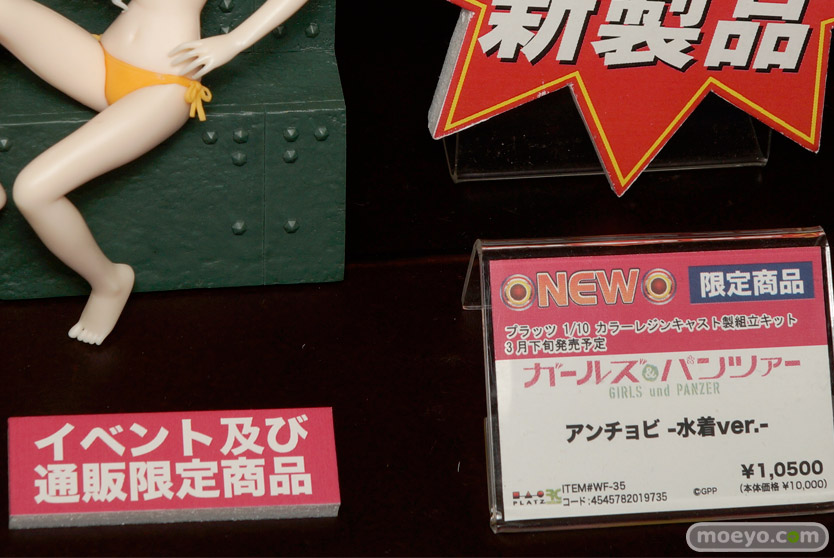 新製品
NEW
限定商品
プラッツ 1/10 カラーレジンキャスト製組立キット
3月下旬発売予定
ガールズ&パンツァー
GIRLS und PANZER
アンチョビ -水着ver.-
¥1,0500
(本体価格 ¥10,000)
PLATZ
ITEM#WF-35
コード:4545782019735
©GPP
イベント及び
通販限定商品
moeyo.com